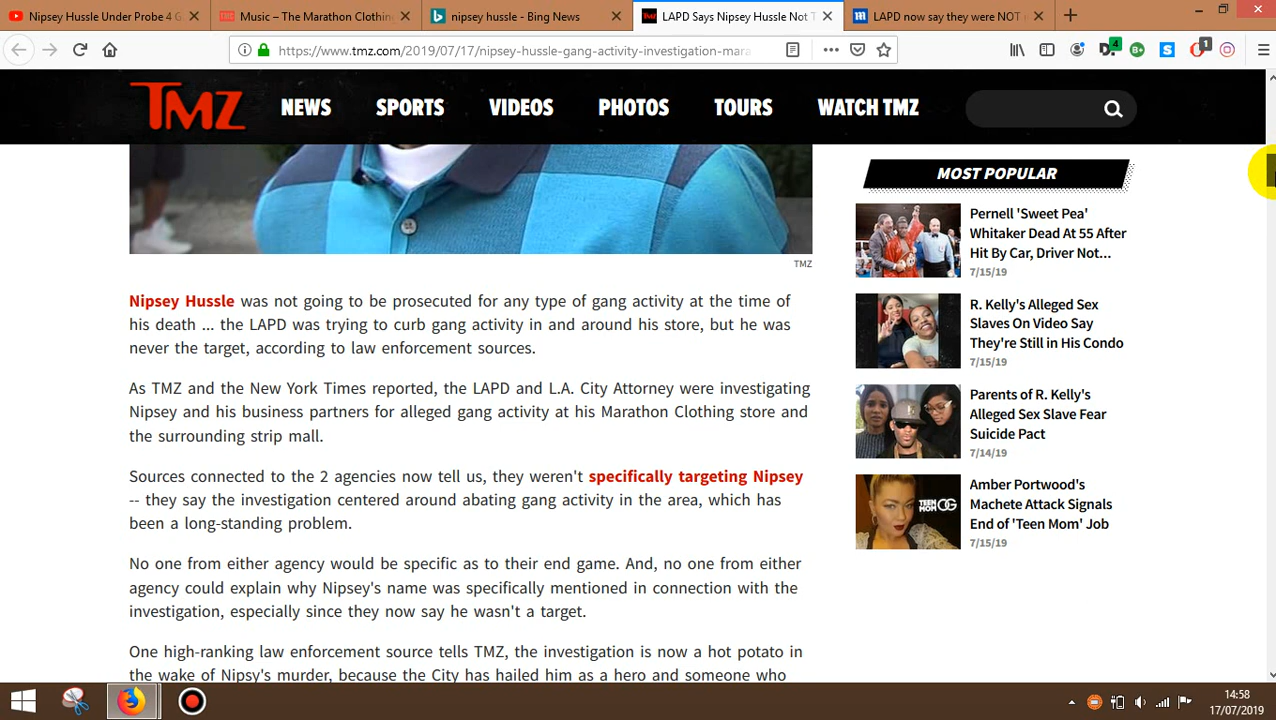 Nipsey Hussle Under Probe 4 G
Music – The Marathon Clothin
nipsey hussle - Bing News
LAPD Says Nipsey Hussle Not T
LAPD now say they were NOT
https://www.tmz.com/2019/07/17/nipsey-hussle-gang-activity-investigation-mara
4
1
TMZ
NEWS
SPORTS
VIDEOS
PHOTOS
TOURS
WATCH TMZ
TMZ
Nipsey Hussle was not going to be prosecuted for any type of gang activity at the time of
his death ... the LAPD was trying to curb gang activity in and around his store, but he was
never the target, according to law enforcement sources.
As TMZ and the New York Times reported, the LAPD and L.A. City Attorney were investigating
Nipsey and his business partners for alleged gang activity at his Marathon Clothing store and
the surrounding strip mall.
Sources connected to the 2 agencies now tell us, they weren't specifically targeting Nipsey
-- they say the investigation centered around abating gang activity in the area, which has
been a long-standing problem.
No one from either agency would be specific as to their end game. And, no one from either
agency could explain why Nipsey's name was specifically mentioned in connection with the
investigation, especially since they now say he wasn't a target.
One high-ranking law enforcement source tells TMZ, the investigation is now a hot potato in
the wake of Nipsy's murder, because the City has hailed him as a hero and someone who
MOST POPULAR
Pernell 'Sweet Pea'
Whitaker Dead At 55 After
Hit By Car, Driver Not...
7/15/19
R. Kelly's Alleged Sex
Slaves On Video Say
They're Still in His Condo
7/15/19
Parents of R. Kelly's
Alleged Sex Slave Fear
Suicide Pact
7/14/19
TEEN
MOM OG
Amber Portwood's
Machete Attack Signals
End of 'Teen Mom' Job
7/15/19
14:58
17/07/2019